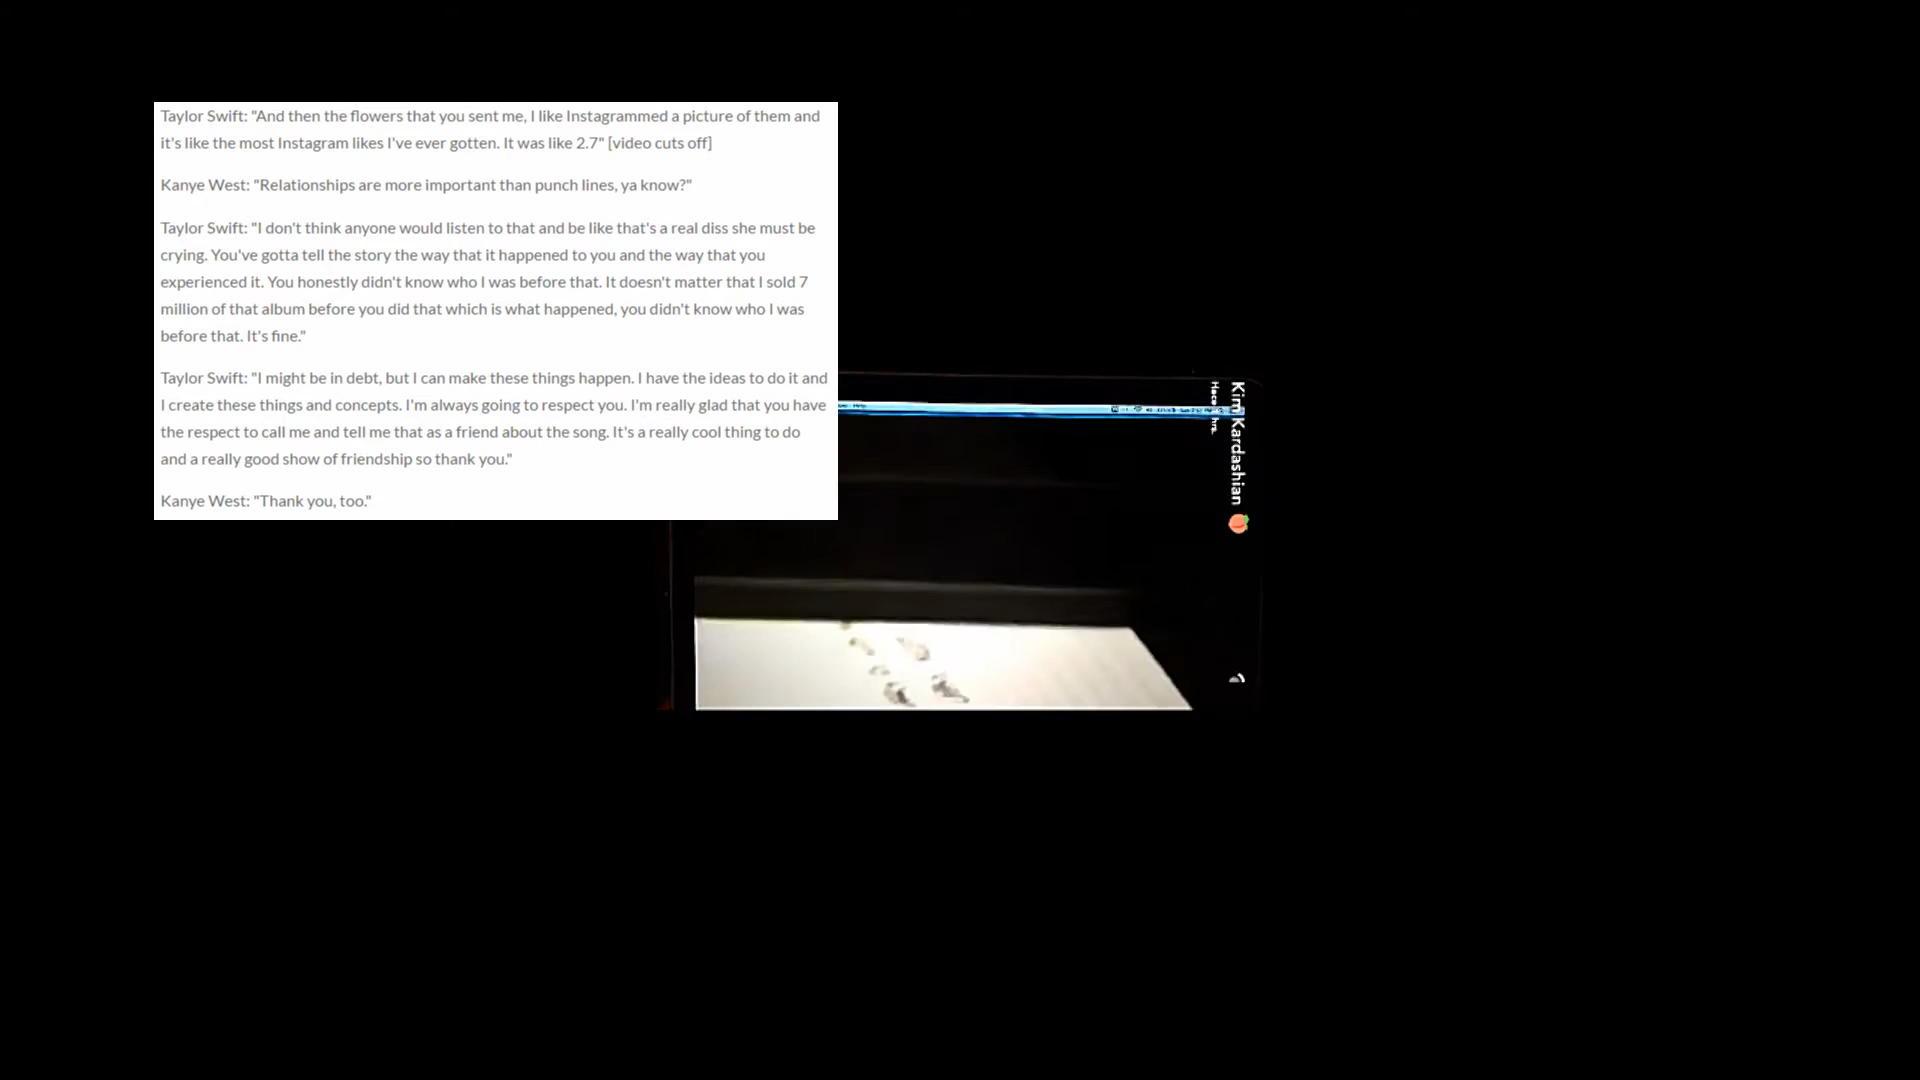 Taylor Swift: "And then the flowers that you sent me, I like Instagrammed a picture of them and
it's like the most Instagram likes I've ever gotten. It was like 2.7" [video cuts off]
Kanye West: "Relationships are more important than punch lines, ya know?"
Taylor Swift: "I don't think anyone would listen to that and be like that's a real diss she must be
crying. You've gotta tell the story the way that it happened to you and the way that you
experienced it. You honestly didn't know who I was before that. It doesn't matter that I sold 7
million of that album before you did that which is what happened, you didn't know who I was
before that. It's fine."
Taylor Swift: "I might be in debt, but I can make these things happen. I have the ideas to do it and
I create these things and concepts. I'm always going to respect you. I'm really glad that you have
the respect to call me and tell me that as a friend about the song. It's a really cool thing to do
and a really good show of friendship so thank you."
Kanye West: "Thank you, too."
Kim Kardashian 🍑
Hace hrs.